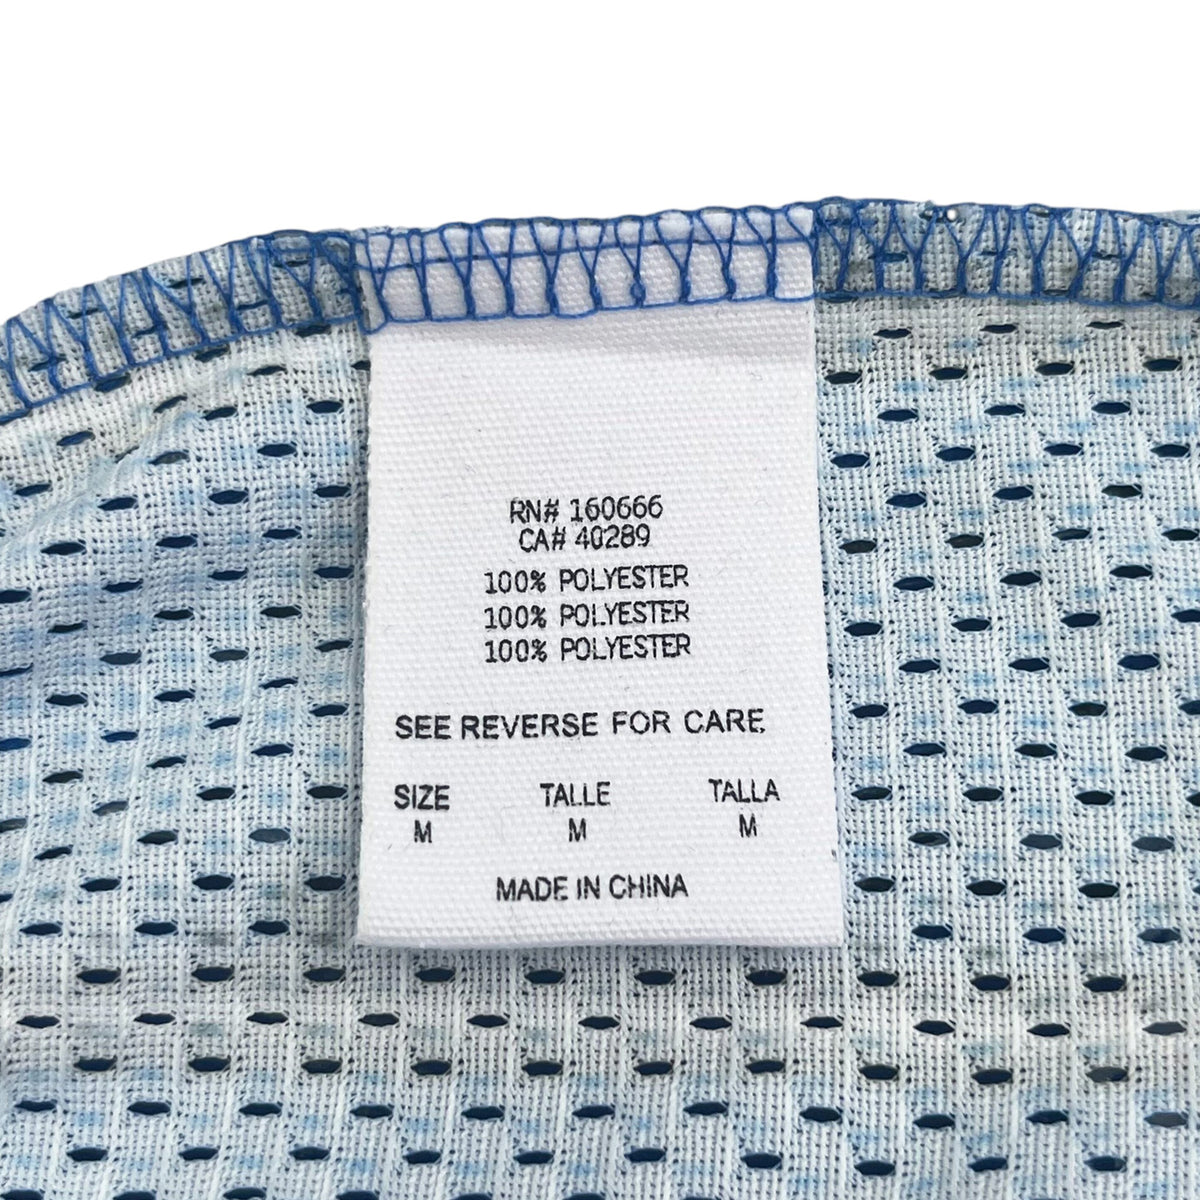 RN# 160666
CA# 40289
100% POLYESTER
100% POLYESTER
100% POLYESTER
SEE REVERSE FOR CARE
SIZE TALLE TALLA
M M M
MADE IN CHINA